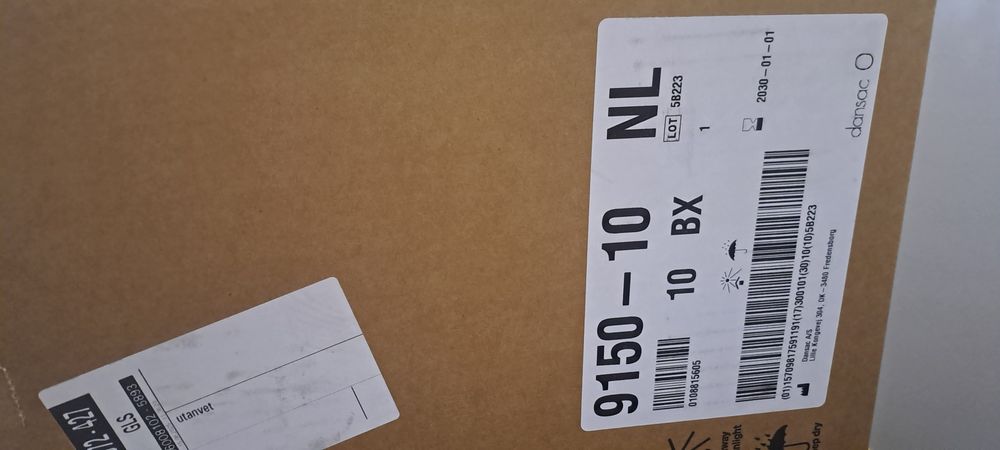 9150-10 NL
10 BX
LOT 5B223
1
0108815605
2030-01-01
(01)15709817591191(17)300101(30)10(10)5B223
Dansac A/S
Lille Kongevej 304, DK-3480 Fredensborg
dansac
GLS
utanvet